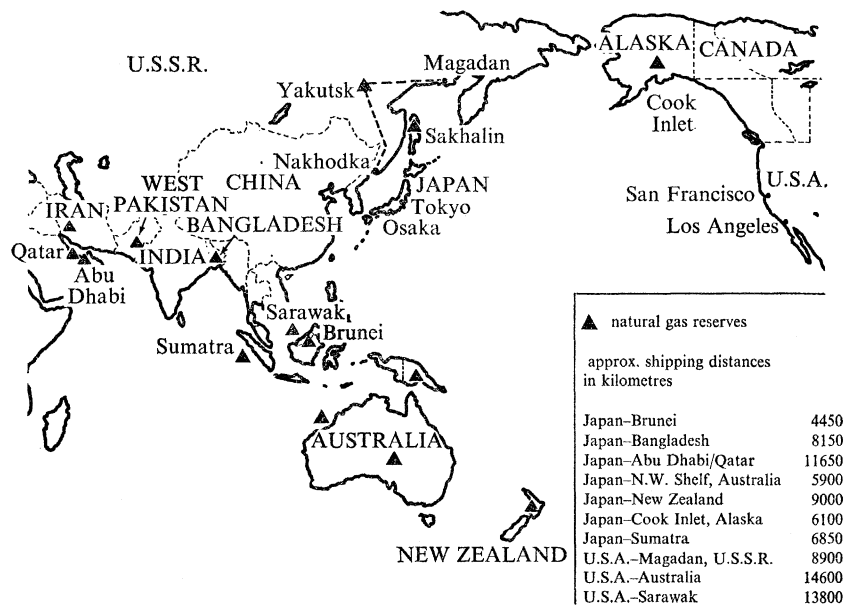 U.S.S.R.
Magadan
ALASKA
CANADA
Yakutsk
Cook
Inlet
Sakhalin
Nakhodka
CHINA
WEST
PAKISTAN
JAPAN
Tokyo
Osaka
U.S.A.
San Francisco
Los Angeles
IRAN
BANGLADESH
Qatar
INDIA
Abu
Dhabi
Sarawak
Brunei
Sumatra
AUSTRALIA
NEW ZEALAND
natural gas reserves
approx. shipping distances
in kilometres
Japan–Brunei 4450
Japan–Bangladesh 8150
Japan–Abu Dhabi/Qatar 11650
Japan–N.W. Shelf, Australia 5900
Japan–New Zealand 9000
Japan–Cook Inlet, Alaska 6100
Japan–Sumatra 6850
U.S.A.–Magadan, U.S.S.R. 8900
U.S.A.–Australia 14600
U.S.A.–Sarawak 13800